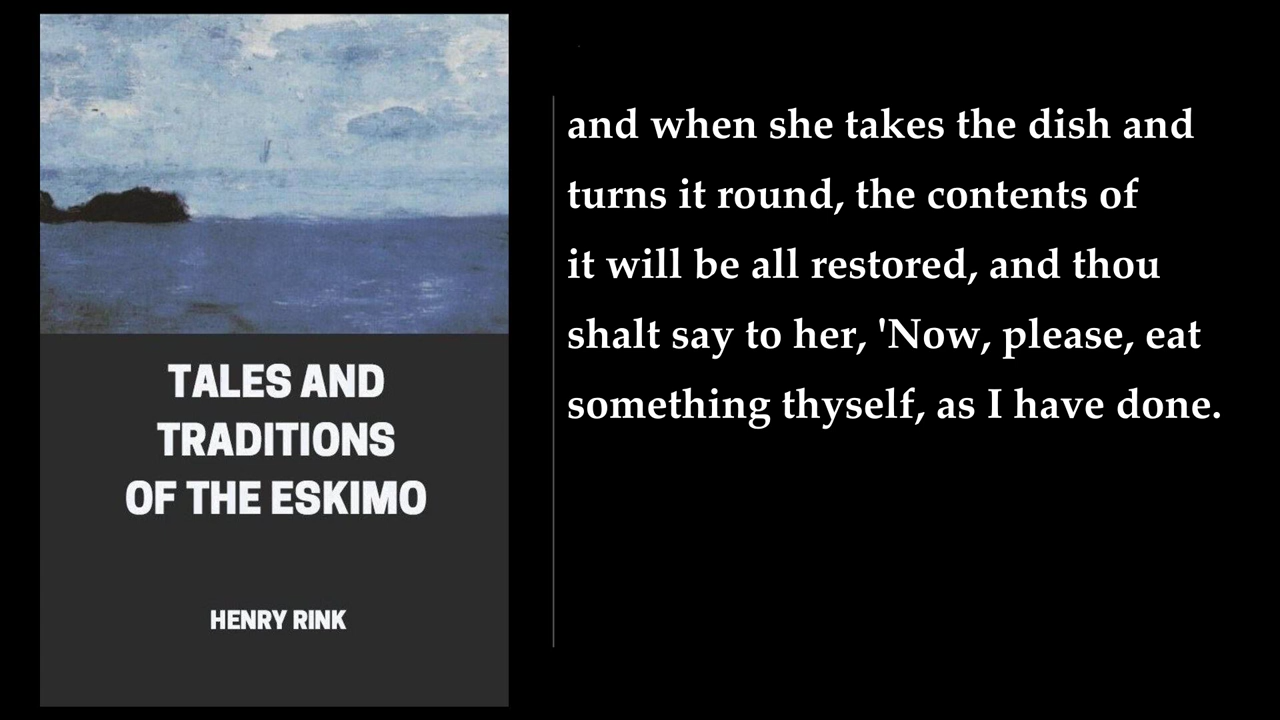 TALES AND
TRADITIONS
OF THE ESKIMO
HENRY RINK
and when she takes the dish and
turns it round, the contents of
it will be all restored, and thou
shalt say to her, 'Now, please, eat
something thyself, as I have done.